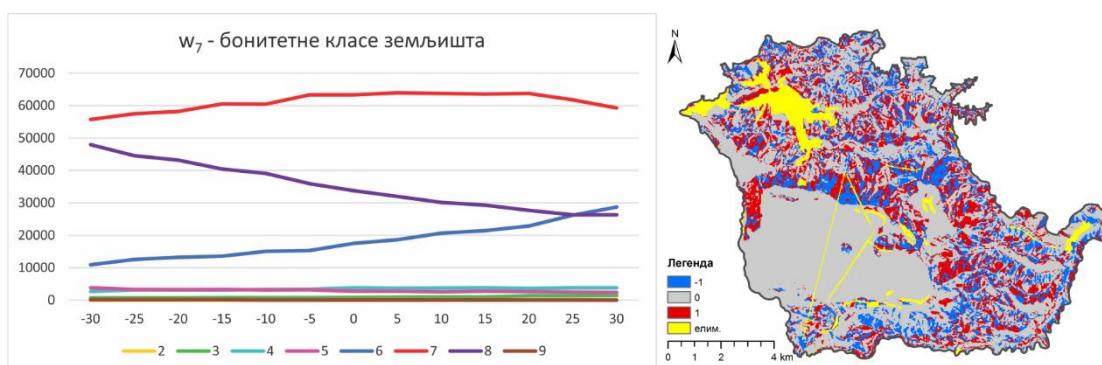 w7 - бонитетне класе земљишта
70000
60000
50000
40000
30000
20000
10000
0
-30 -25 -20 -15 -10 -5 0 5 10 15 20 25 30
2 3 4 5 6 7 8 9
N
Легенда
-1
0
1
елим.
0 1 2 4 km